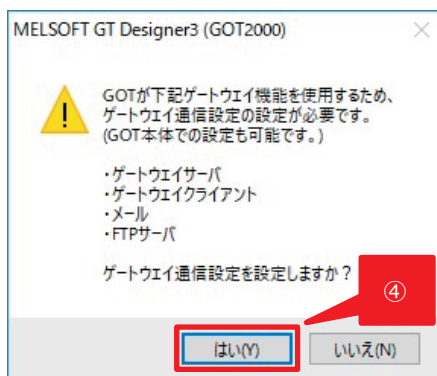 MELSOFT GT Designer3 (GOT2000)
GOTが下記ゲートウェイ機能を使用するため、
ゲートウェイ通信設定の設定が必要です。
(GOT本体での設定も可能です。)
・ゲートウェイサーバ
・ゲートウェイクライアント
・メール
・FTPサーバ
ゲートウェイ通信設定を設定しますか？
④
はい(Y)
いいえ(N)